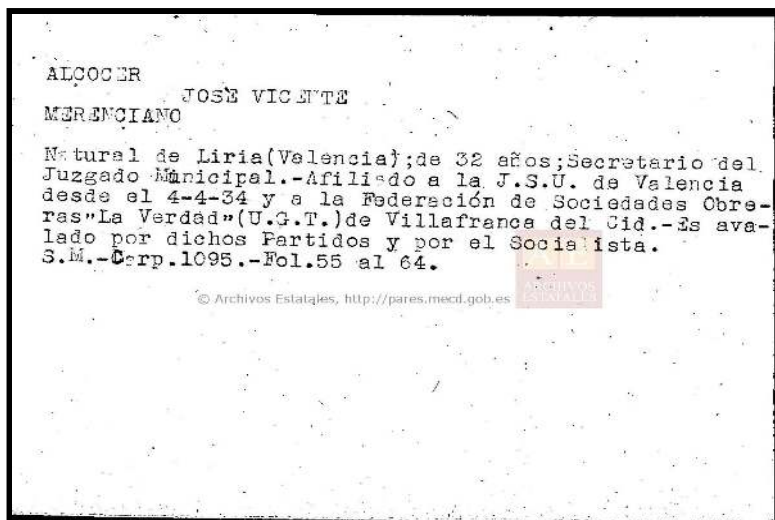 ALCOCER
JOSE VICENTE
MERENCIANO
Natural de Liria(Valencia);de 32 años;Secretario del
Juzgado Municipal.-Afiliado a la J.S.U. de Valencia
desde el 4-4-34 y a la Federación de Sociedades Obre-
ras"La Verdad"(U.G.T.)de Villafranca del Cid.-Es ava-
lado por dichos Partidos y por el Socialista.
S.M.-Carp.1095.-Fol.55 al 64.
© Archivos Estatales, http://pares.mecd.gob.es
AE
ARCHIVOS
ESTATALES